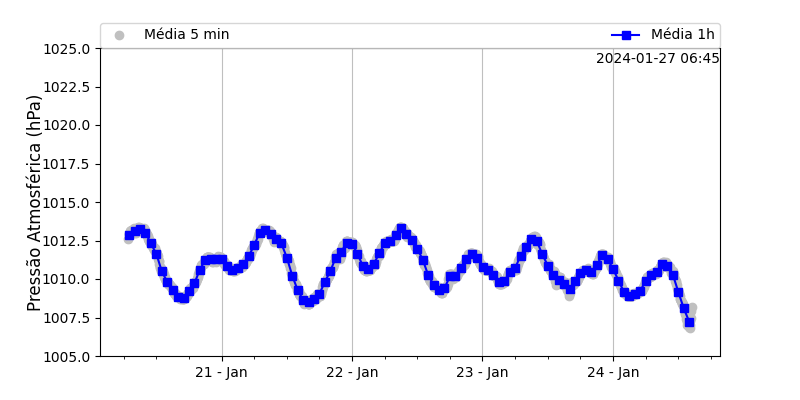 Média 5 min
Média 1h
2024-01-27 06:45
Pressão Atmosférica (hPa)
1025.0
1022.5
1020.0
1017.5
1015.0
1012.5
1010.0
1007.5
1005.0
21 - Jan
22 - Jan
23 - Jan
24 - Jan